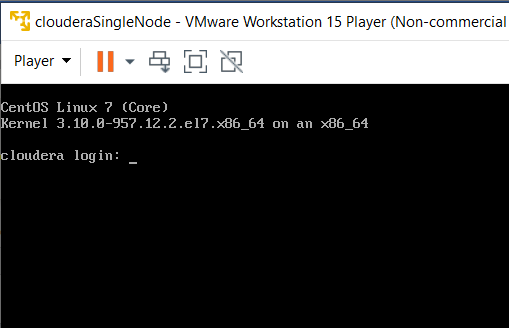 clouderaSingleNode - VMware Workstation 15 Player (Non-commercial
Player
CentOS Linux 7 (Core)
Kernel 3.10.0-957.12.2.el7.x86_64 on an x86_64
cloudera login: _